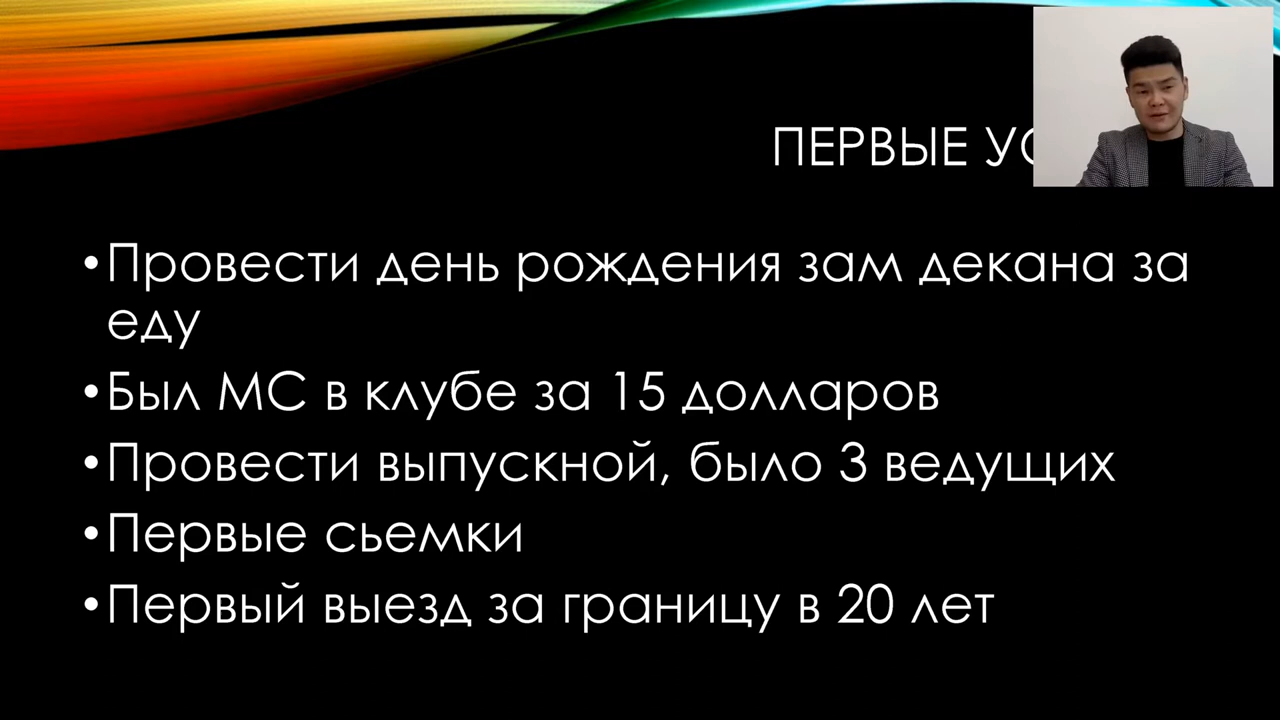 ПЕРВЫЕ
•Провести день рождения зам декана за
еду
•Был МС в клубе за 15 долларов
•Провести выпускной, было 3 ведущих
•Первые сьемки
•Первый выезд за границу в 20 лет